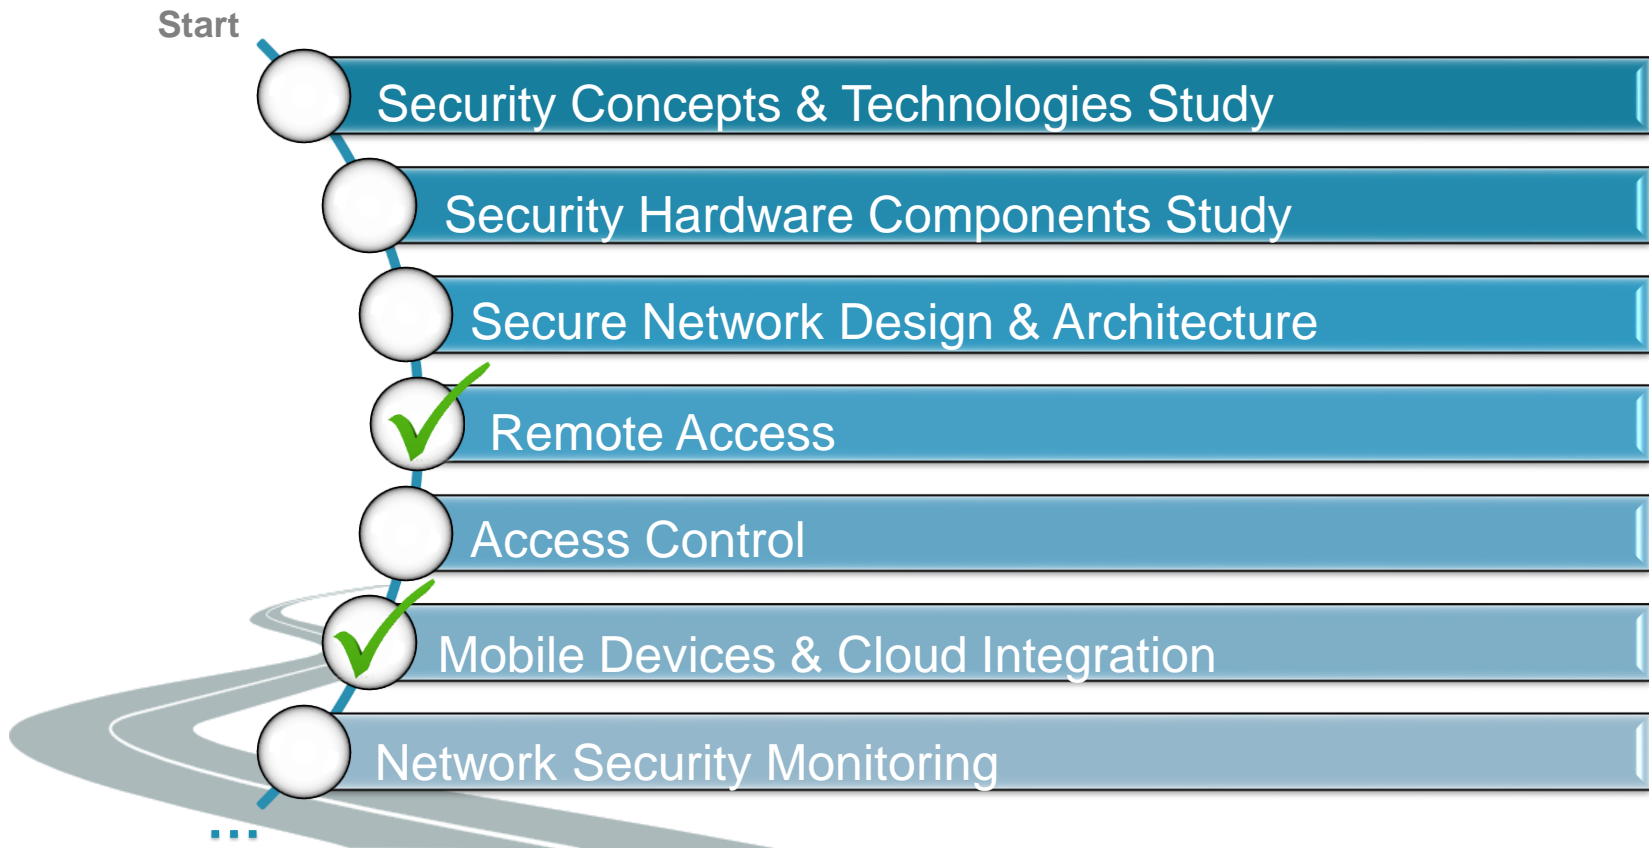 Start
Security Concepts & Technologies Study
Security Hardware Components Study
Secure Network Design & Architecture
Remote Access
Access Control
Mobile Devices & Cloud Integration
Network Security Monitoring
...